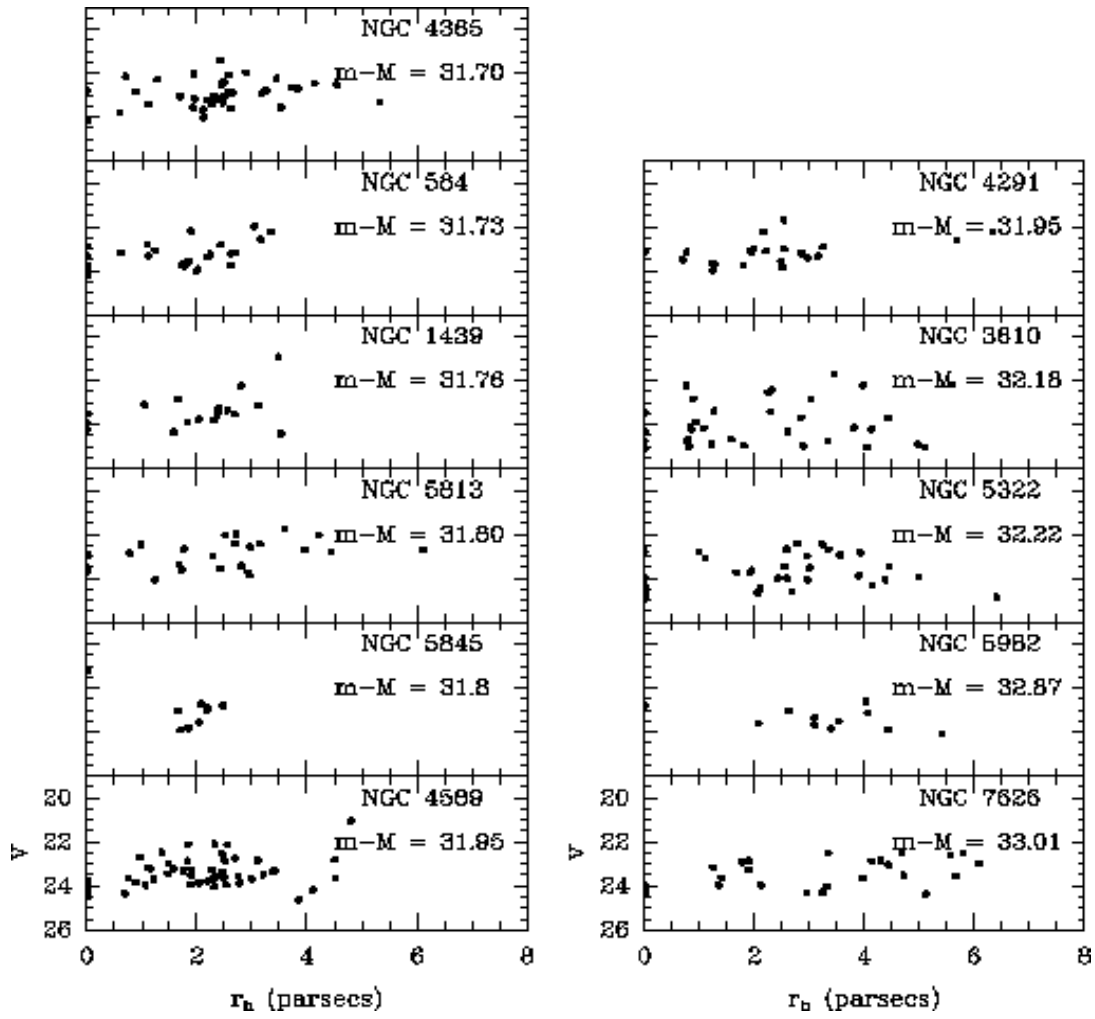 NGC 4365
m-M = 31.70
NGC 584
m-M = 31.73
NGC 1439
m-M = 31.76
NGC 5813
m-M = 31.80
NGC 5845
m-M = 31.8
NGC 4589
m-M = 31.95
20
22
24
26
V
0 2 4 6 8
r_h (parsecs)
NGC 4291
m-M = 31.95
NGC 3610
m-M = 32.18
NGC 5322
m-M = 32.22
NGC 5982
m-M = 32.87
NGC 7626
m-M = 33.01
20
22
24
26
V
0 2 4 6 8
r_h (parsecs)